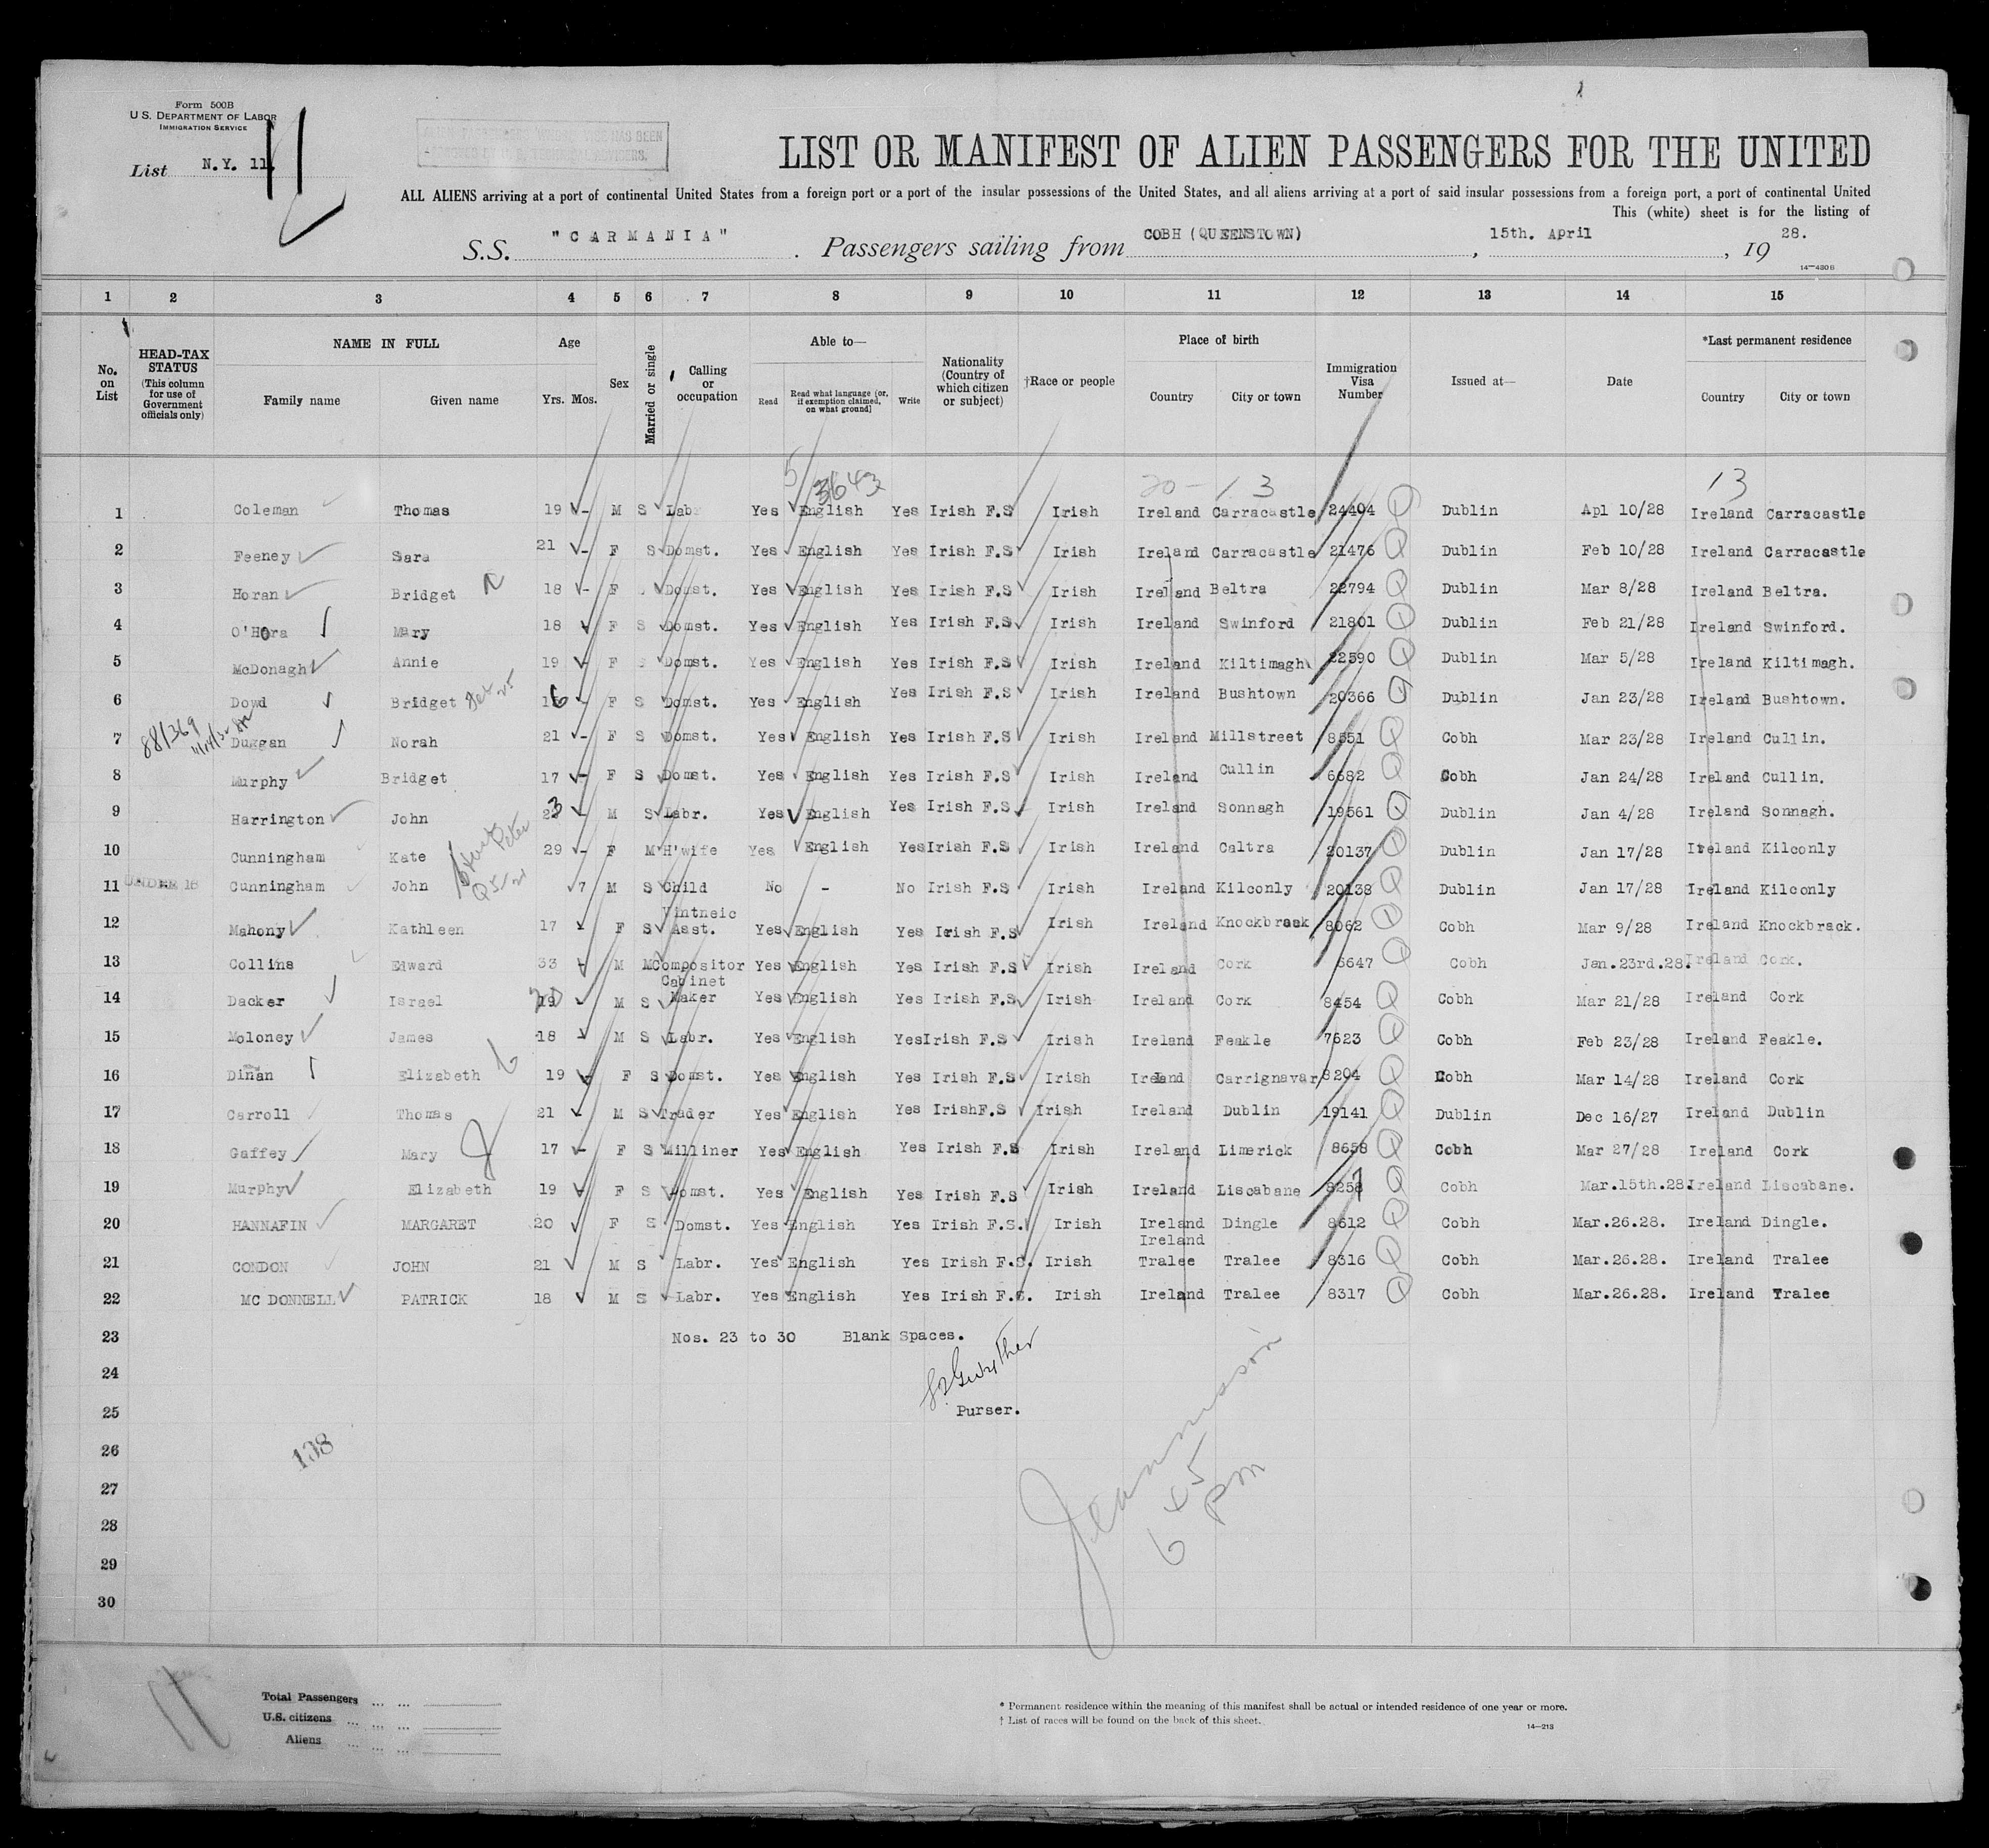 Form 500B
U. S. DEPARTMENT OF LABOR
IMMIGRATION SERVICE
List N.Y. 11.
11
LIST OR MANIFEST OF ALIEN PASSENGERS FOR THE UNITED
ALL ALIENS arriving at a port of continental United States from a foreign port or a port of the insular possessions of the United States, and all aliens arriving at a port of said insular possessions from a foreign port, a port of continental United
This (white) sheet is for the listing of
S.S. "CARMANIA". Passengers sailing from COBH (QUEENSTOWN), 15th. April, 19 28.
14—430 B
1 2 3 4 5 6 7 8 9 10 11 12 13 14 15
No. on List
HEAD-TAX STATUS (This column for use of Government officials only)
NAME IN FULL
Family name Given name
Age
Yrs. Mos.
Sex
Married or single
Calling or occupation
Able to—
Read Read what language (or, if exemption claimed, on what ground) Write
Nationality (Country of which citizen or subject)
†Race or people
Place of birth
Country City or town
Immigration Visa Number
Issued at—
Date
*Last permanent residence
Country City or town
5 3643 20 - 13 13
1 Coleman Thomas 19 - M S Lab Yes English Yes Irish F.S Irish Ireland Carracastle 24404 Dublin Apl 10/28 Ireland Carracastle
2 Feeney Sara 21 - F S Domst. Yes English Yes Irish F.S Irish Ireland Carracastle 21476 Dublin Feb 10/28 Ireland Carracastle
3 Horan Bridget 18 - F Domst. Yes English Yes Irish F.S Irish Ireland Beltra 22794 Dublin Mar 8/28 Ireland Beltra.
4 O'Hora Mary 18 - F S Domst. Yes English Yes Irish F.S Irish Ireland Swinford 21801 Dublin Feb 21/28 Ireland Swinford.
5 McDonagh Annie 19 - F S Domst. Yes English Yes Irish F.S Irish Ireland Kiltimagh 22590 Dublin Mar 5/28 Ireland Kiltimagh.
6 Dowd Bridget 16 - F S Domst. Yes English Yes Irish F.S Irish Ireland Bushtown 20366 Dublin Jan 23/28 Ireland Bushtown.
7 88/369 Duggan Norah 21 - F S Domst. Yes English Yes Irish F.S Irish Ireland Millstreet 8551 Cobh Mar 23/28 Ireland Cullin.
8 Murphy Bridget 17 - F S Domst. Yes English Yes Irish F.S Irish Ireland Cullin 6682 Cobh Jan 24/28 Ireland Cullin.
9 Harrington John 23 - M S Labr. Yes English Yes Irish F.S Irish Ireland Sonnagh 19561 Dublin Jan 4/28 Ireland Sonnagh.
10 Cunningham Kate 29 - F M H'wife Yes English Yes Irish F.S Irish Ireland Caltra 20137 Dublin Jan 17/28 Ireland Kilconly
11 UNDER 16 Cunningham John 7 M S Child No - No Irish F.S Irish Ireland Kilconly 20138 Dublin Jan 17/28 Ireland Kilconly
12 Mahony Kathleen 17 - F S Vintneic Asst. Yes English Yes Irish F.S Irish Ireland Knockbrack 8062 Cobh Mar 9/28 Ireland Knockbrack.
13 Collins Edward 33 - M M Compositor Yes English Yes Irish F.S Irish Ireland Cork 6647 Cobh Jan.23rd.28. Ireland Cork.
14 Dacker Israel 19 20 - M S Cabinet Maker Yes English Yes Irish F.S Irish Ireland Cork 8454 Cobh Mar 21/28 Ireland Cork
15 Moloney James 18 - M S Labr. Yes English Yes Irish F.S Irish Ireland Feakle 7623 Cobh Feb 23/28 Ireland Feakle.
16 Dinan Elizabeth 19 - F S Domst. Yes English Yes Irish F.S Irish Ireland Carrignavar 8204 Cobh Mar 14/28 Ireland Cork
17 Carroll Thomas 21 - M S Trader Yes English Yes IrishF.S Irish Ireland Dublin 19141 Dublin Dec 16/27 Ireland Dublin
18 Gaffey Mary 17 - F S Milliner Yes English Yes Irish F.S Irish Ireland Limerick 8658 Cobh Mar 27/28 Ireland Cork
19 Murphy Elizabeth 19 - F S Domst. Yes English Yes Irish F.S Irish Ireland Liscabane 8258 Cobh Mar.15th.28. Ireland Liscabane.
20 HANNAFIN MARGARET 20 F S Domst. Yes English Yes Irish F.S. Irish Ireland Dingle 8612 Cobh Mar.26.28. Ireland Dingle.
21 CONDON JOHN 21 M S Labr. Yes English Yes Irish F.S. Irish Ireland Tralee Tralee 8316 Cobh Mar.26.28. Ireland Tralee
22 MC DONNELL PATRICK 18 M S Labr. Yes English Yes Irish F.S. Irish Ireland Tralee 8317 Cobh Mar.26.28. Ireland Tralee
23 Nos. 23 to 30 Blank Spaces.
24
25 Purser.
26 138
27
28
29
30
6 45 pm
11
Total Passengers ... ...
U.S. citizens ... ... ...
Aliens ... ... ...
* Permanent residence within the meaning of this manifest shall be actual or intended residence of one year or more.
† List of races will be found on the back of this sheet.
14—213